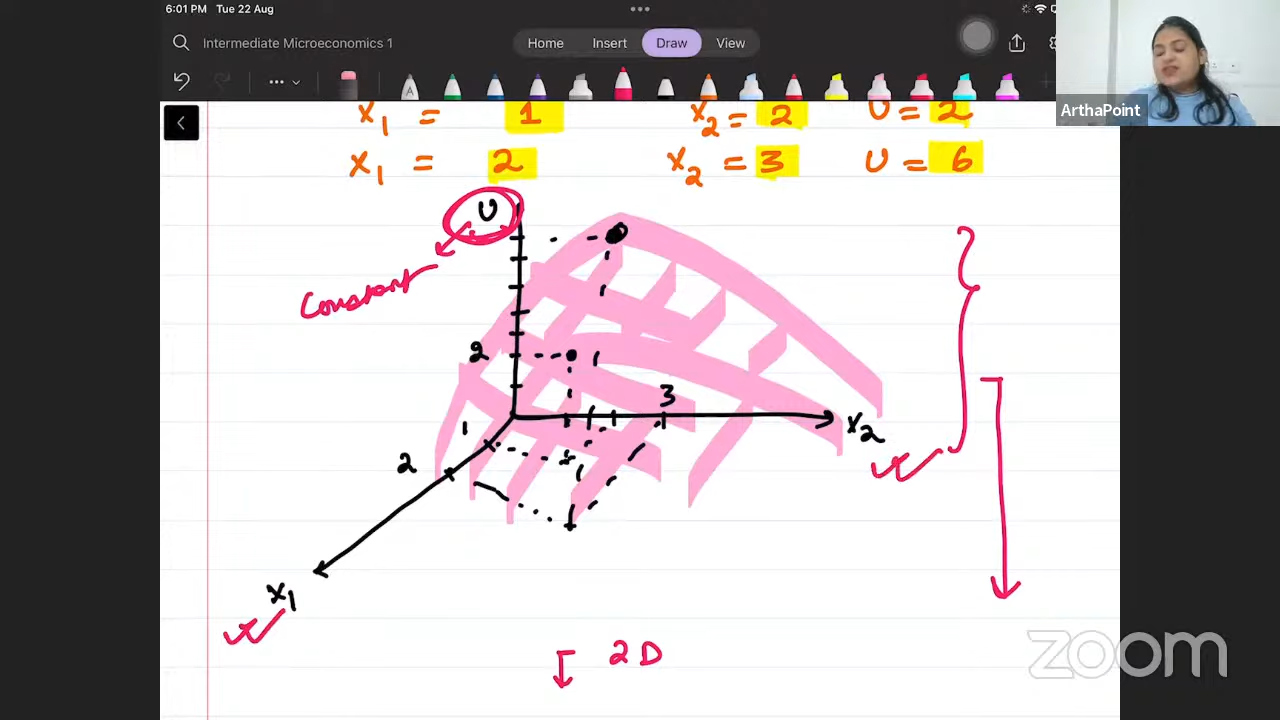 6:01 PM Tue 22 Aug
Intermediate Microeconomics 1
Home Insert Draw View
A
ArthaPoint
x1 = 1 x2 = 2 U = 2
x1 = 2 x2 = 3 U = 6
U
Constant
2
3
x2
1
2
x1
2D
zoom